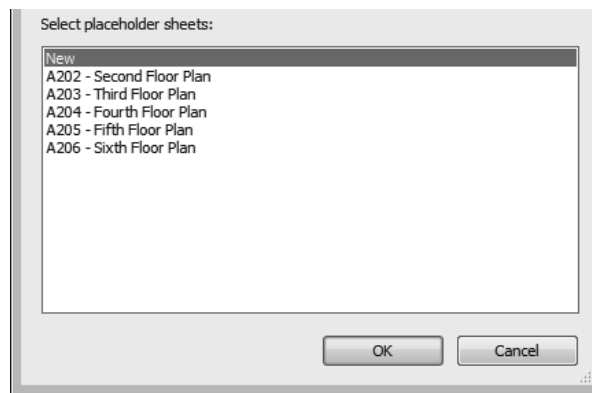 Select placeholder sheets:
New
A202 - Second Floor Plan
A203 - Third Floor Plan
A204 - Fourth Floor Plan
A205 - Fifth Floor Plan
A206 - Sixth Floor Plan
OK
Cancel